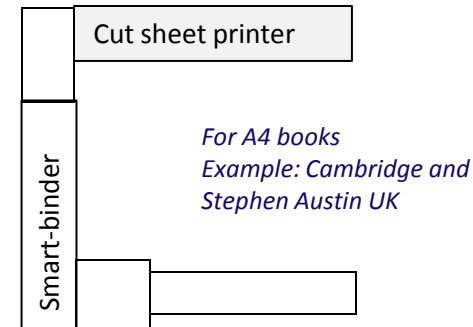 Cut sheet printer
For A4 books
Example: Cambridge and
Stephen Austin UK
Smart-binder